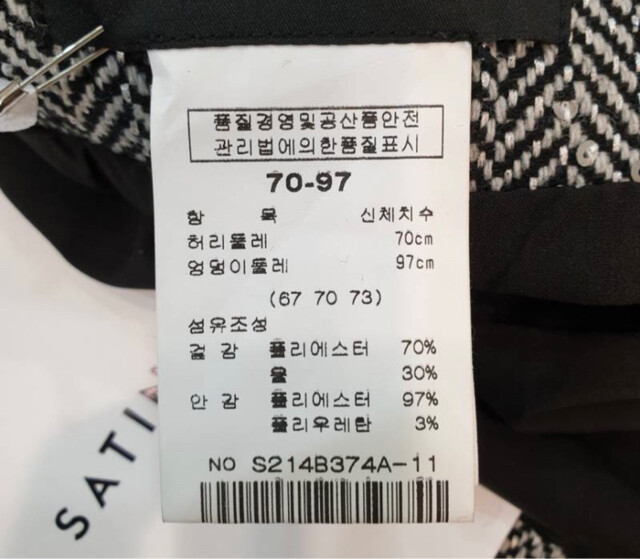 품질경영및공산품안전
관리법에의한품질표시
70-97
항 목 신체치수
허리둘레 70cm
엉덩이둘레 97cm
(67 70 73)
섬유조성
겉 감 폴리에스터 70%
울 30%
안 감 폴리에스터 97%
폴리우레탄 3%
NO S214B374A-11
SATI